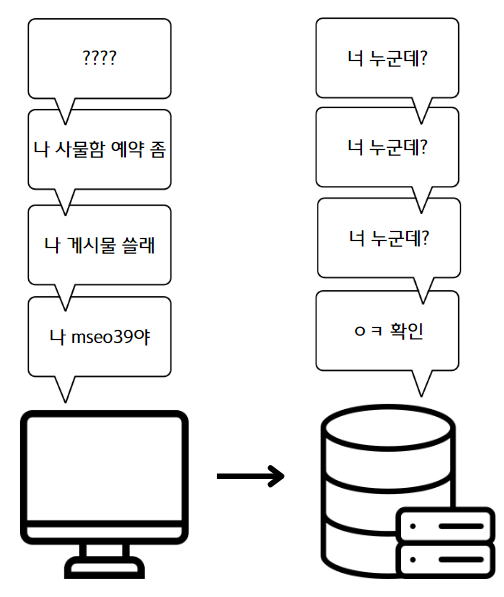 ????
너 누군데?
나 사물함 예약 좀
너 누군데?
나 게시물 쓸래
너 누군데?
나 mseo39야
ㅇㅋ 확인